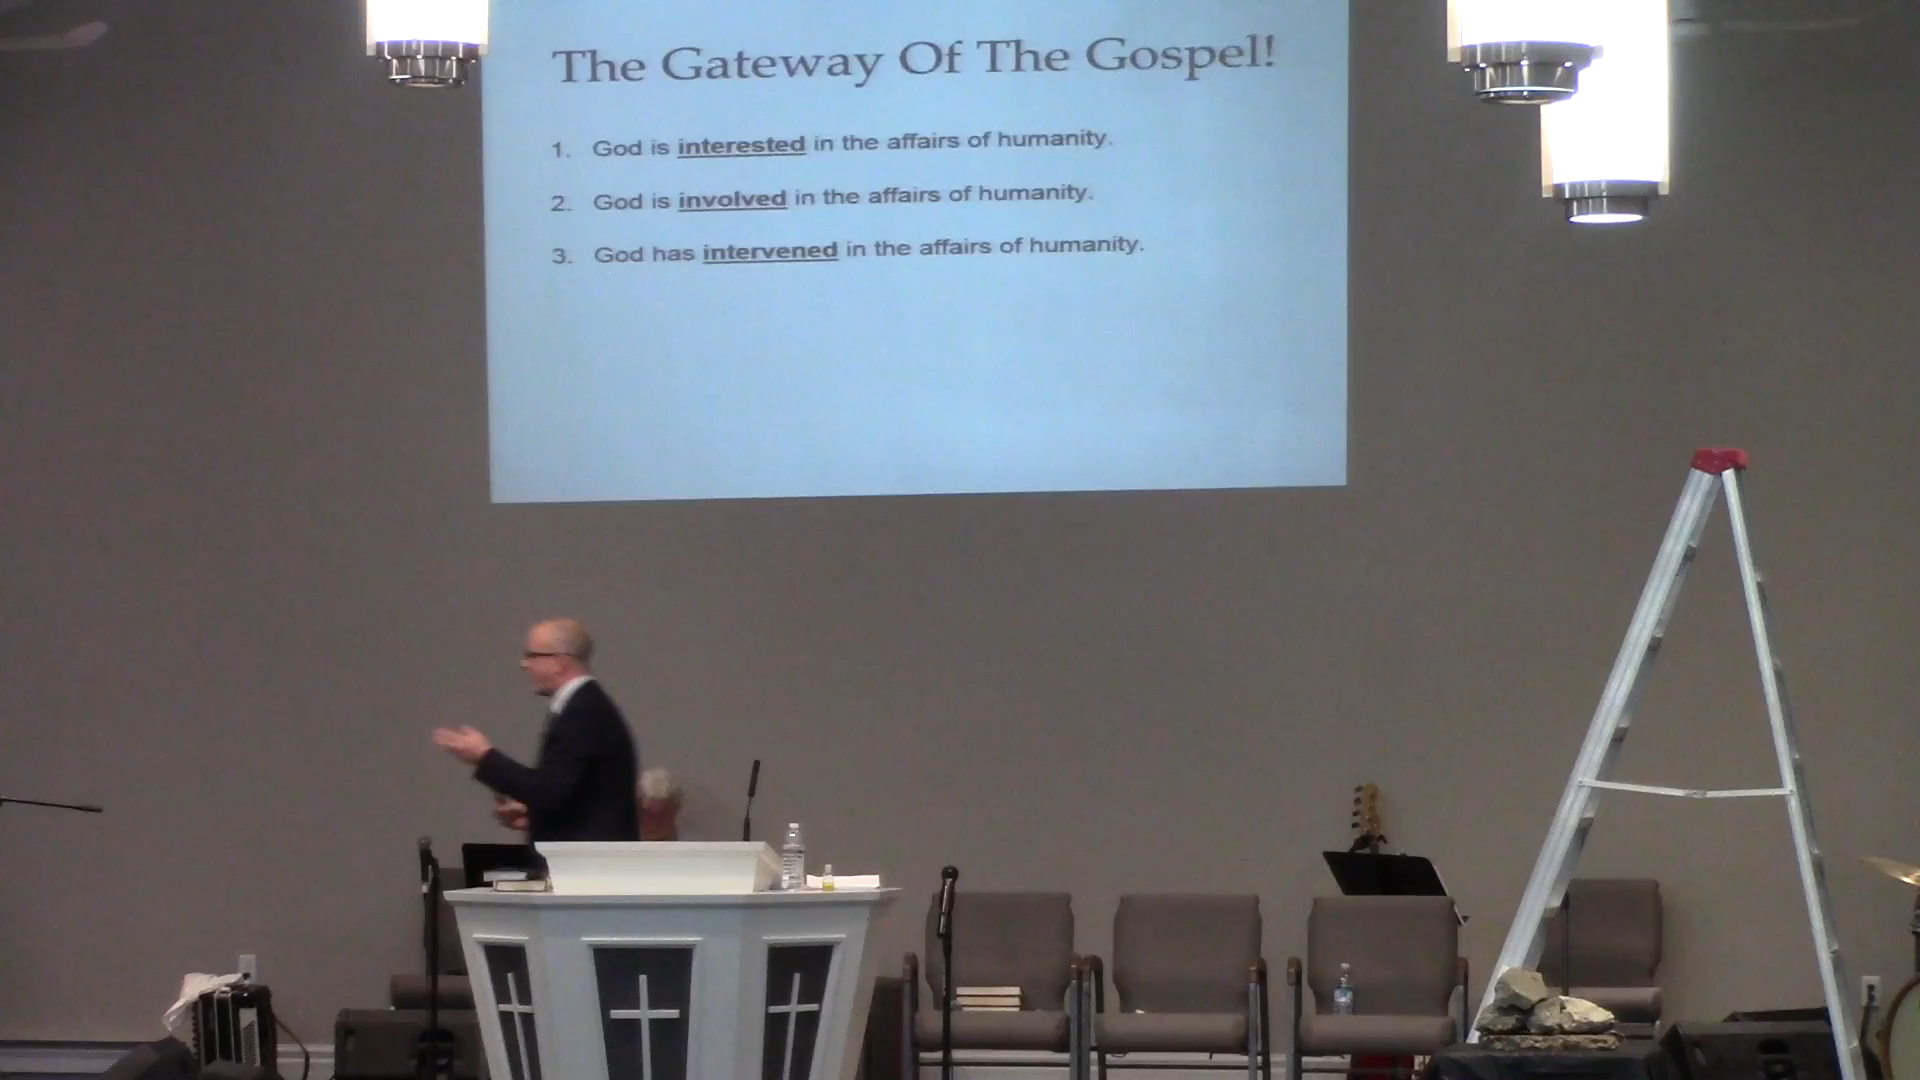 The Gateway Of The Gospel!
1. God is interested in the affairs of humanity.
2. God is involved in the affairs of humanity.
3. God has intervened in the affairs of humanity.